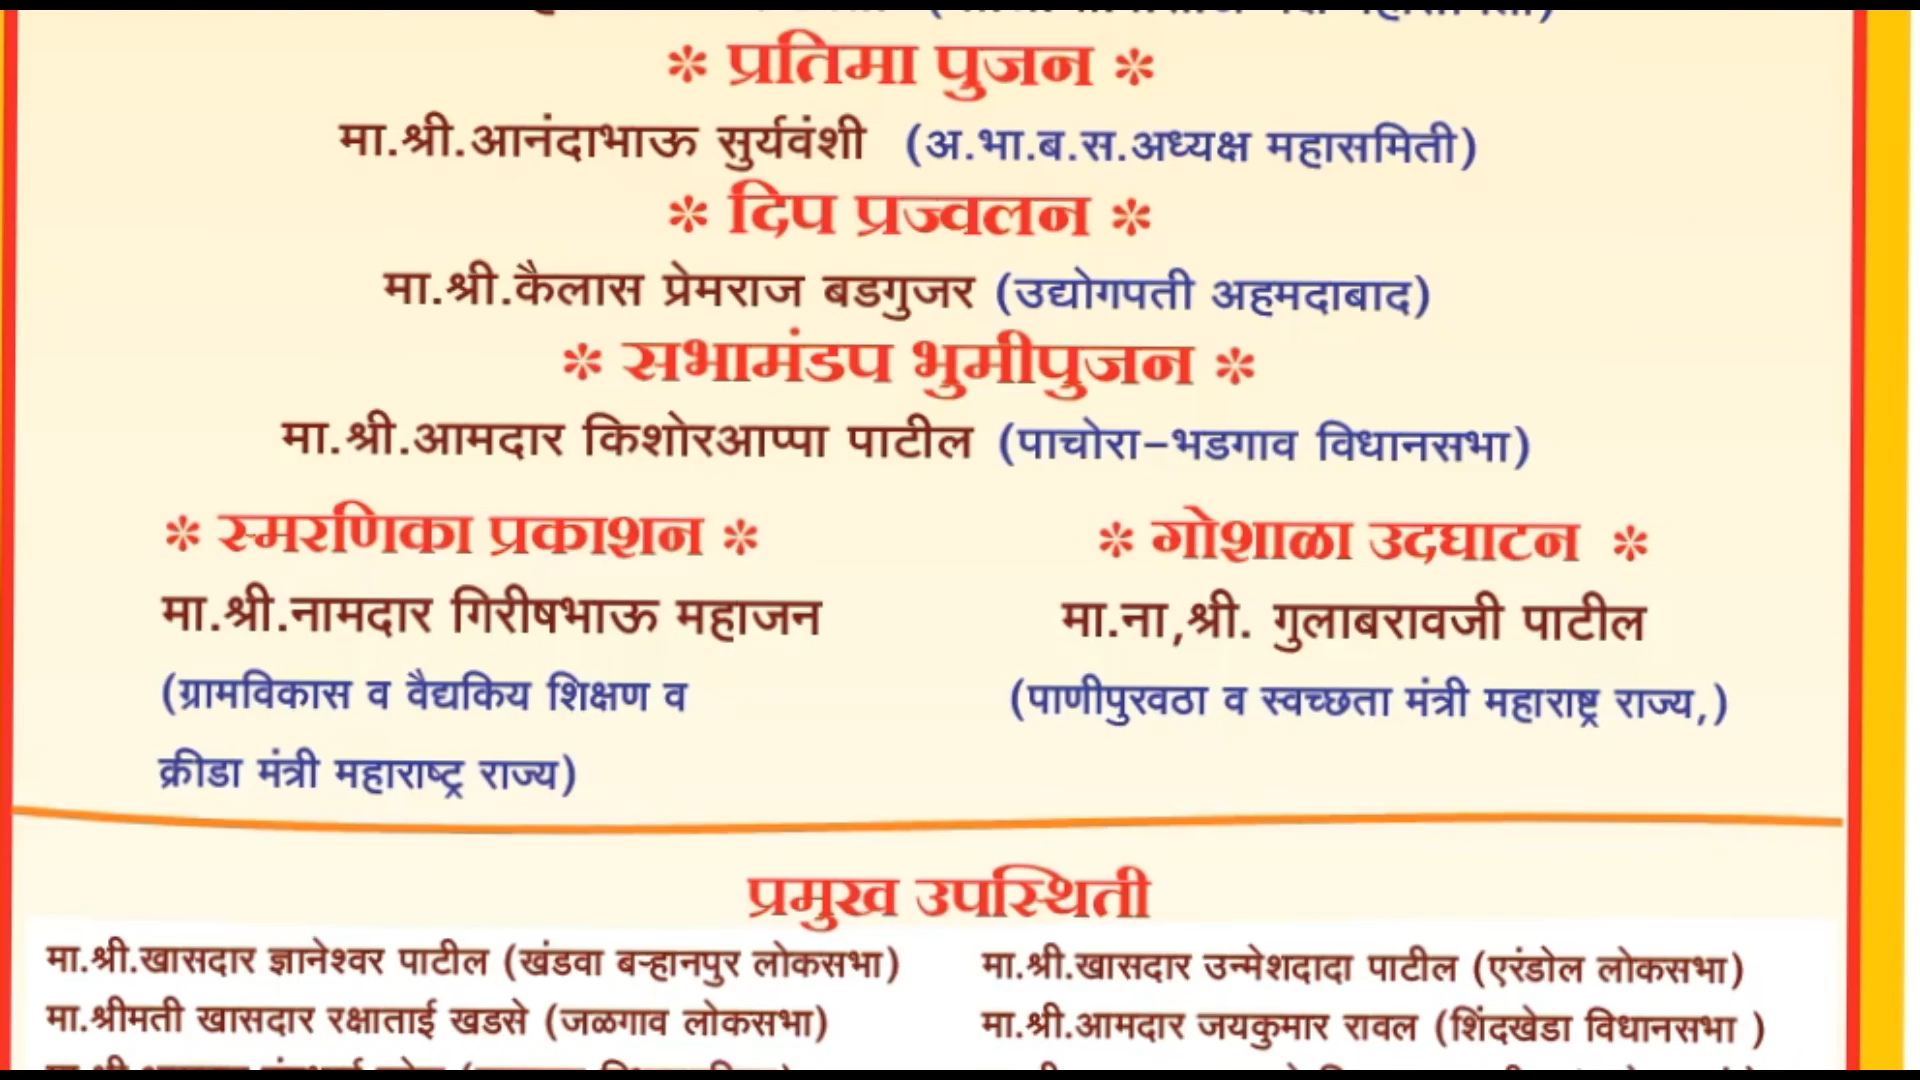 * प्रतिमा पुजन *
मा.श्री.आनंदाभाऊ सुर्यवंशी (अ.भा.ब.स.अध्यक्ष महासमिती)
* दिप प्रज्वलन *
मा.श्री.कैलास प्रेमराज बडगुजर (उद्योगपती अहमदाबाद)
* सभामंडप भुमीपुजन *
मा.श्री.आमदार किशोरआप्पा पाटील (पाचोरा–भडगाव विधानसभा)
* स्मरणिका प्रकाशन *
मा.श्री.नामदार गिरीषभाऊ महाजन
(ग्रामविकास व वैद्यकिय शिक्षण व
क्रीडा मंत्री महाराष्ट्र राज्य)
* गोशाळा उदघाटन *
मा.ना,श्री. गुलाबरावजी पाटील
(पाणीपुरवठा व स्वच्छता मंत्री महाराष्ट्र राज्य,)
प्रमुख उपस्थिती
मा.श्री.खासदार ज्ञानेश्वर पाटील (खंडवा बऱ्हानपुर लोकसभा)
मा.श्रीमती खासदार रक्षाताई खडसे (जळगाव लोकसभा)
मा.श्री.खासदार उन्मेशदादा पाटील (एरंडोल लोकसभा)
मा.श्री.आमदार जयकुमार रावल (शिंदखेडा विधानसभा )